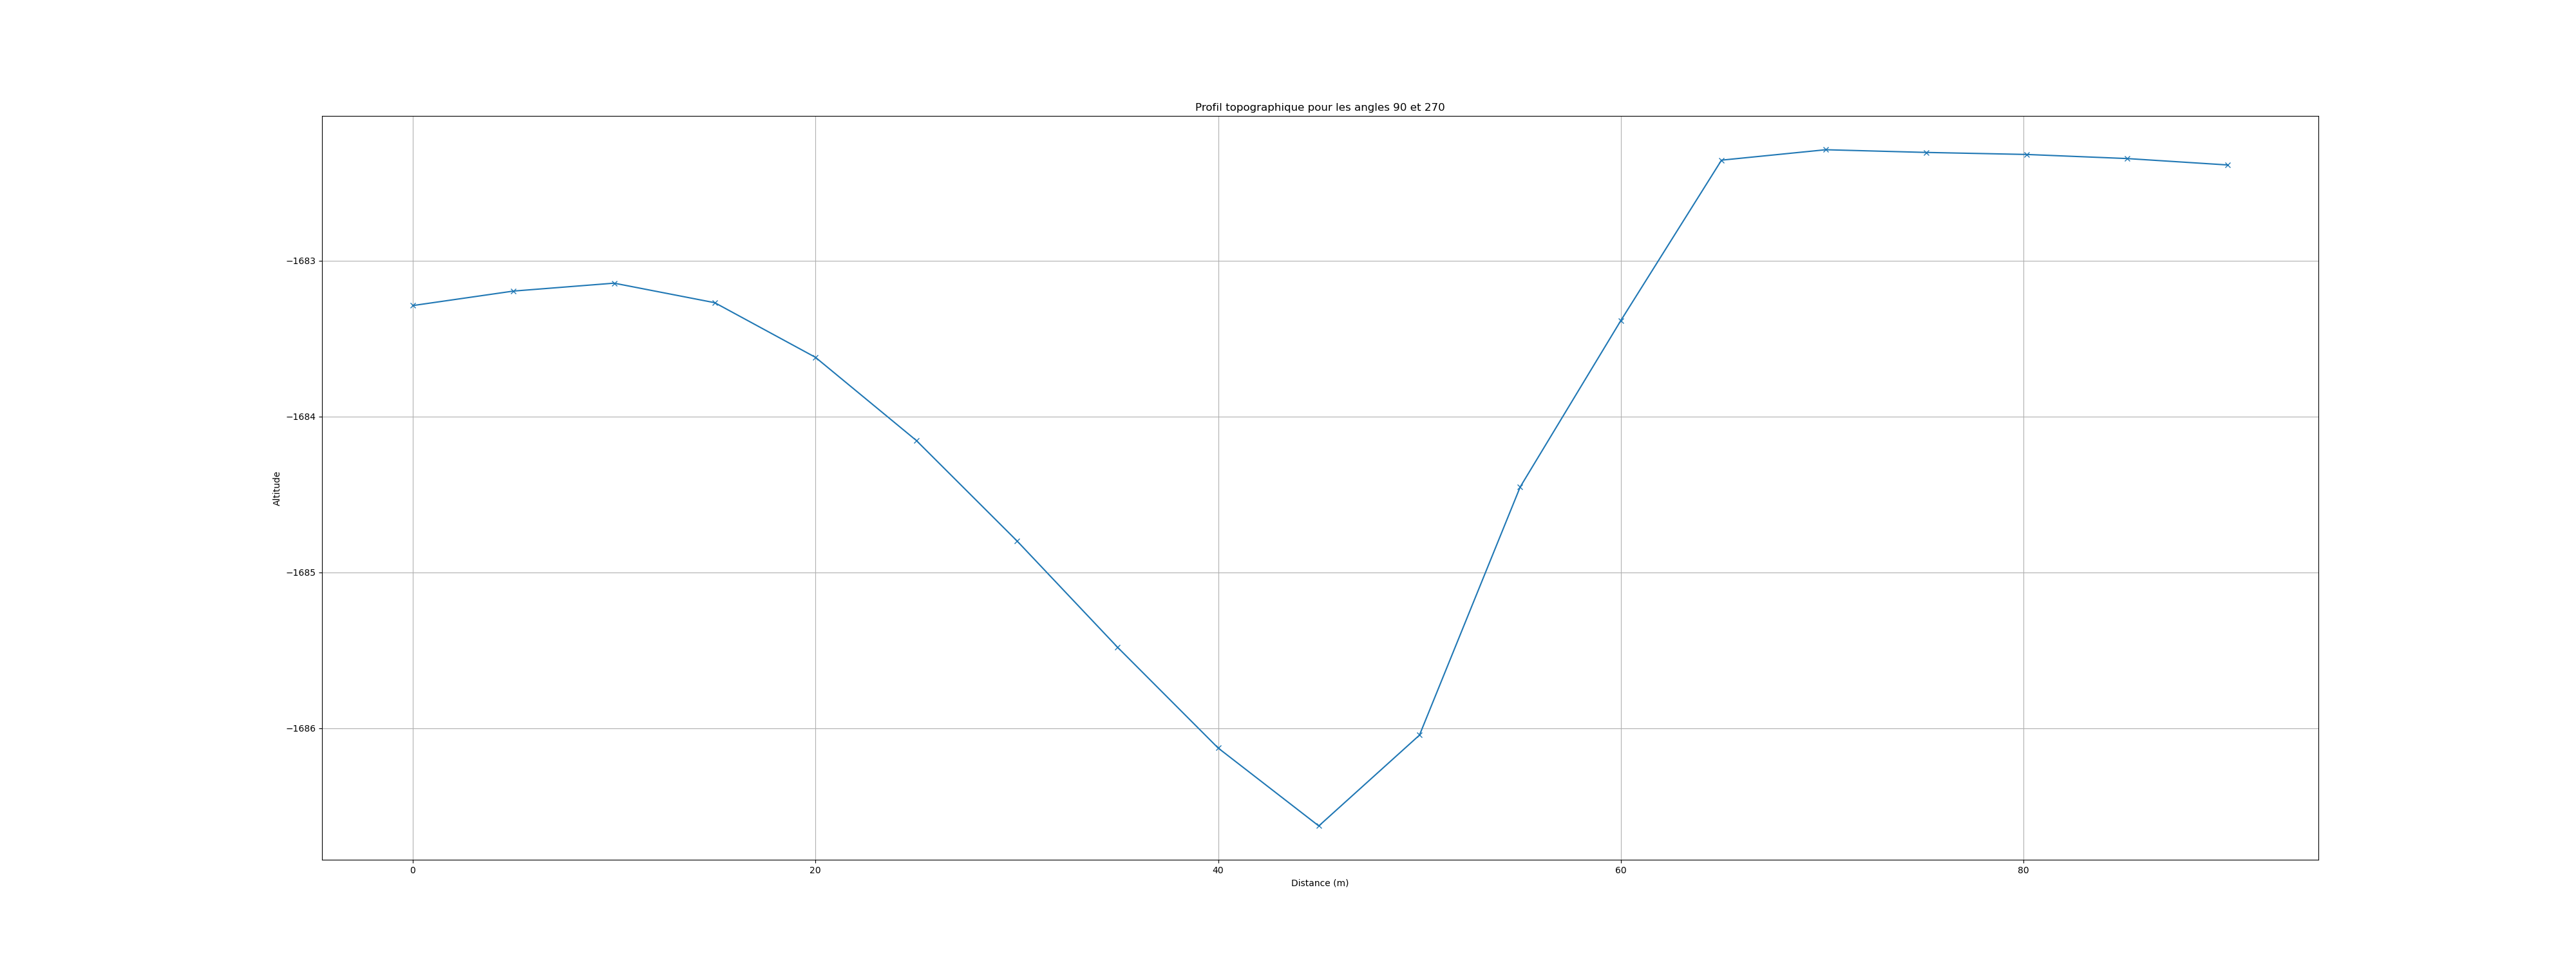 Profil topographique pour les angles 90 et 270
−1683
−1684
−1685
−1686
Altitude
0 20 40 60 80
Distance (m)